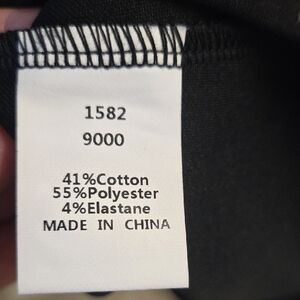 1582
9000
41%Cotton
55%Polyester
4%Elastane
MADE IN CHINA